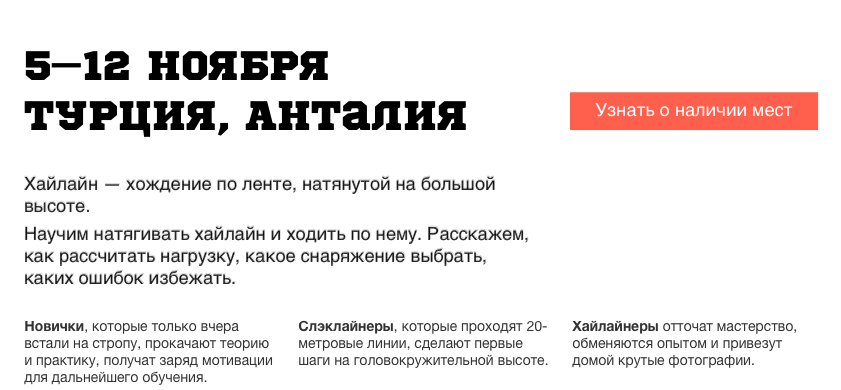 5—12 НОЯБРЯ
ТУРЦИЯ, АНТАЛИЯ
Узнать о наличии мест
Хайлайн — хождение по ленте, натянутой на большой
высоте.
Научим натягивать хайлайн и ходить по нему. Расскажем,
как рассчитать нагрузку, какое снаряжение выбрать,
каких ошибок избежать.
Новички, которые только вчера
встали на стропу, прокачают теорию
и практику, получат заряд мотивации
для дальнейшего обучения.
Слэклайнеры, которые проходят 20-
метровые линии, сделают первые
шаги на головокружительной высоте.
Хайлайнеры отточат мастерство,
обменяются опытом и привезут
домой крутые фотографии.